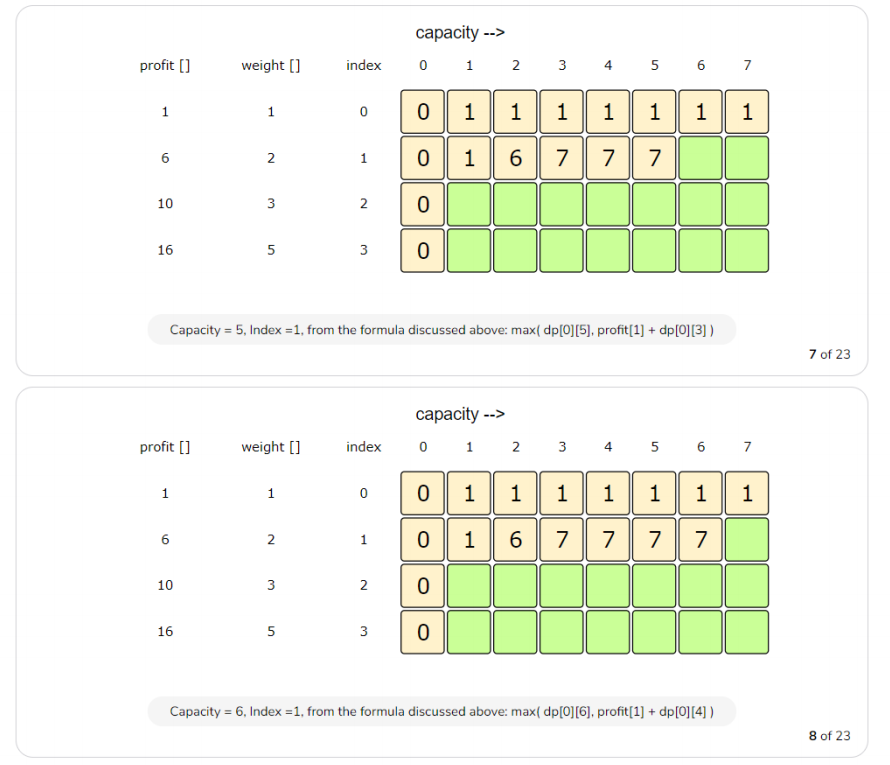 capacity -->
profit [] weight [] index 0 1 2 3 4 5 6 7
1 1 0 0 1 1 1 1 1 1 1
6 2 1 0 1 6 7 7 7
10 3 2 0
16 5 3 0
Capacity = 5, Index =1, from the formula discussed above: max( dp[0][5], profit[1] + dp[0][3] )
7 of 23
capacity -->
profit [] weight [] index 0 1 2 3 4 5 6 7
1 1 0 0 1 1 1 1 1 1 1
6 2 1 0 1 6 7 7 7 7
10 3 2 0
16 5 3 0
Capacity = 6, Index =1, from the formula discussed above: max( dp[0][6], profit[1] + dp[0][4] )
8 of 23